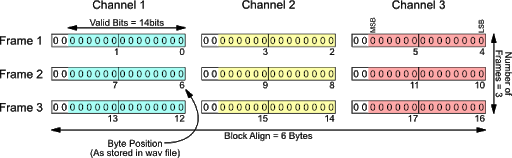 Channel 1 Channel 2 Channel 3
Valid Bits = 14bits MSB LSB
Frame 1 0 0 0 0 0 0 0 0 0 0 0 0 0 0 0 0 0 0 0 0 0 0 0 0 0 0 0 0 0 0 0 0 0 0 0 0 0 0 0 0 0 0 0 0 0 0 0 0
1 0 3 2 5 4
Frame 2 0 0 0 0 0 0 0 0 0 0 0 0 0 0 0 0 0 0 0 0 0 0 0 0 0 0 0 0 0 0 0 0 0 0 0 0 0 0 0 0 0 0 0 0 0 0 0 0
7 6 9 8 11 10
Frame 3 0 0 0 0 0 0 0 0 0 0 0 0 0 0 0 0 0 0 0 0 0 0 0 0 0 0 0 0 0 0 0 0 0 0 0 0 0 0 0 0 0 0 0 0 0 0 0 0
13 12 15 14 17 16
Number of
Frames = 3
Block Align = 6 Bytes
Byte Position
(As stored in wav file)